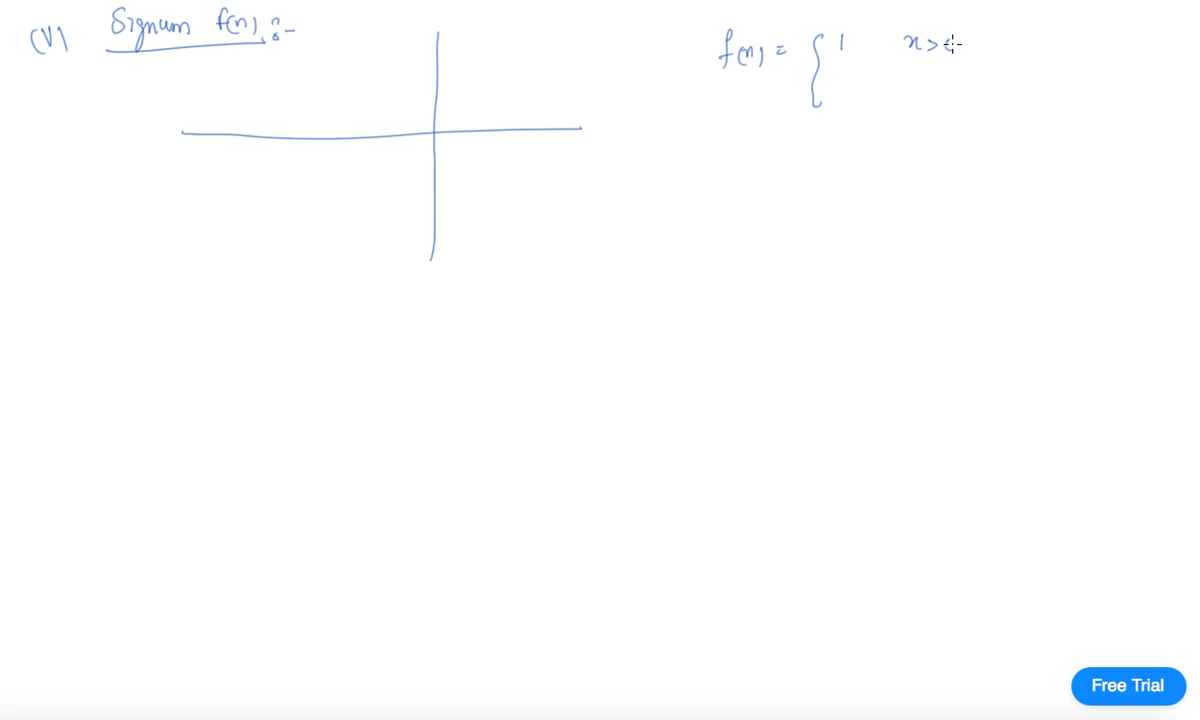 (V) Signum f(n) :-
f(n) = { 1 n >
Free Trial